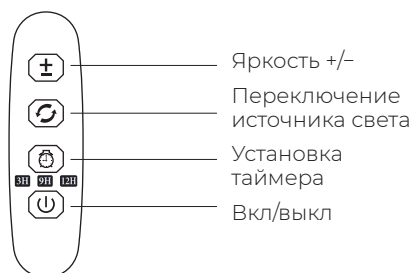 Яркость +/–
Переключение
источника света
Установка
таймера
3H 9H 12H
Вкл/выкл